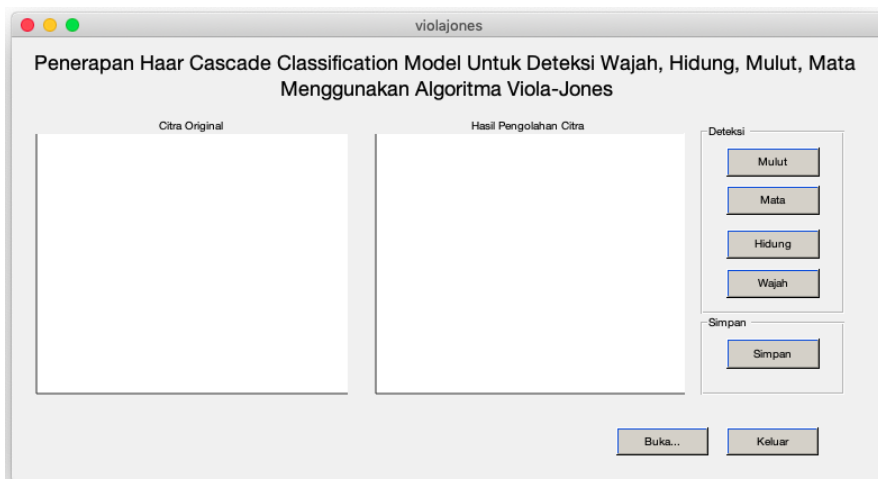 violajones
Penerapan Haar Cascade Classification Model Untuk Deteksi Wajah, Hidung, Mulut, Mata
Menggunakan Algoritma Viola-Jones
Citra Original
Hasil Pengolahan Citra
Deteksi
Mulut
Mata
Hidung
Wajah
Simpan
Simpan
Buka...
Keluar